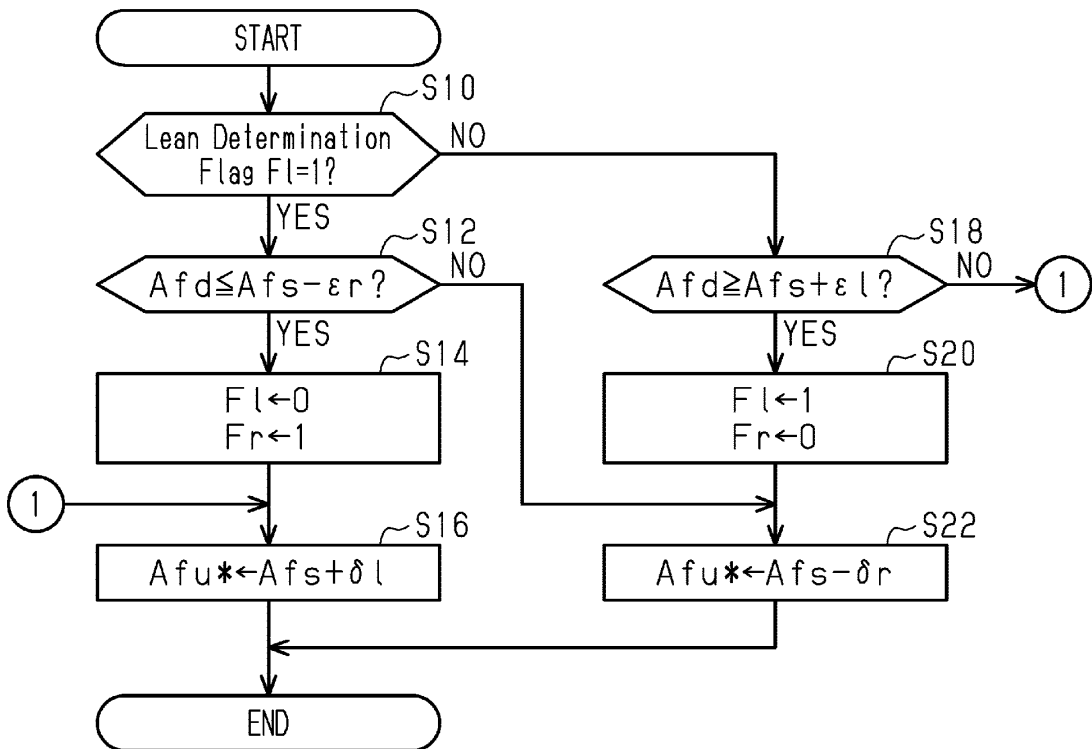 START
S10
Lean Determination
Flag Fl=1?
NO
YES
S12
Afd≦Afs-εr?
NO
YES
S18
Afd≧Afs+εl?
NO
1
YES
S14
Fl←0
Fr←1
S20
Fl←1
Fr←0
1
S16
Afu*←Afs+δl
S22
Afu*←Afs-δr
END